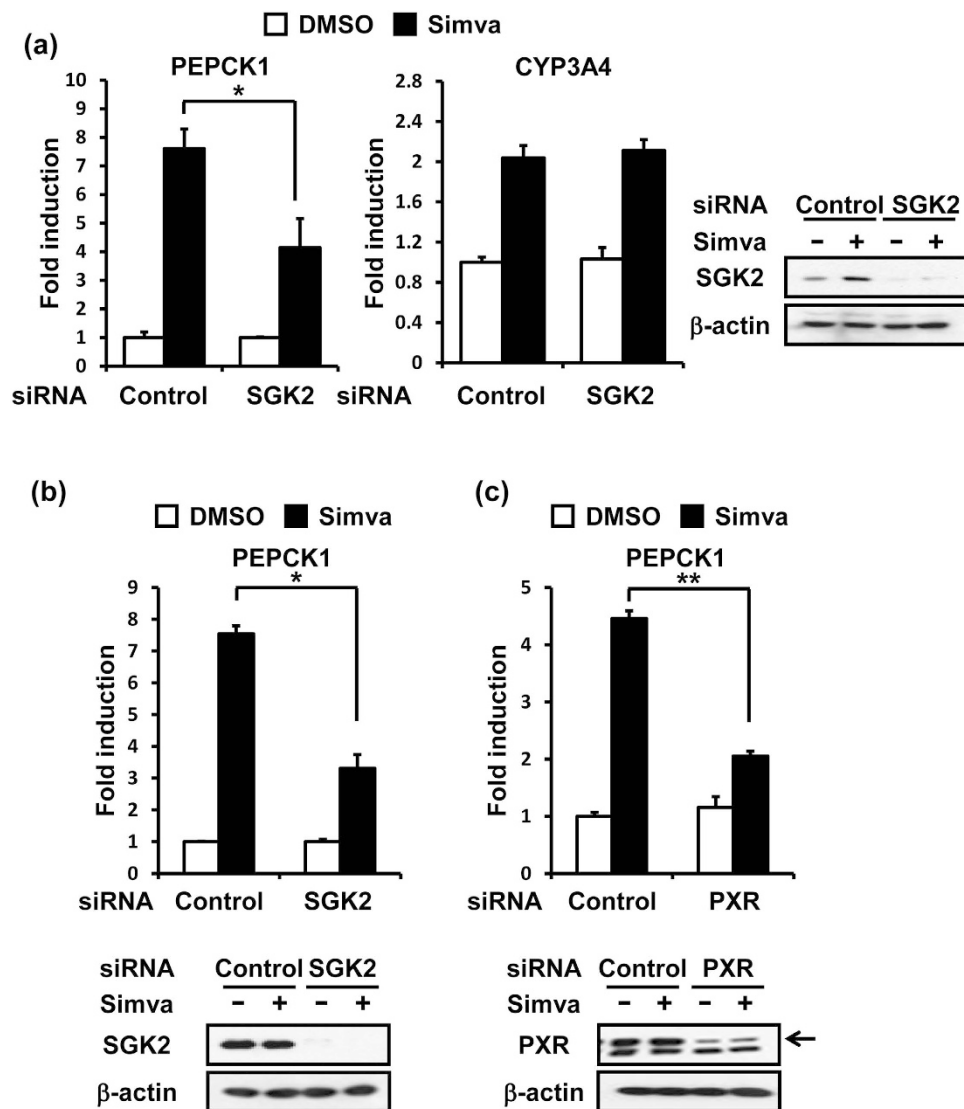 DMSO Simva
(a)
PEPCK1
Fold induction
10
9
8
7
6
5
4
3
2
1
0
*
siRNA Control SGK2
CYP3A4
Fold induction
2.8
2.4
2
1.6
1.2
0.8
0.4
0
siRNA Control SGK2
siRNA Control SGK2
Simva − + − +
SGK2
β-actin
(b)
DMSO Simva
PEPCK1
Fold induction
9
8
7
6
5
4
3
2
1
0
*
siRNA Control SGK2
siRNA Control SGK2
Simva − + − +
SGK2
β-actin
(c)
DMSO Simva
PEPCK1
Fold induction
5
4
3
2
1
0
**
siRNA Control PXR
siRNA Control PXR
Simva − + − +
PXR
β-actin